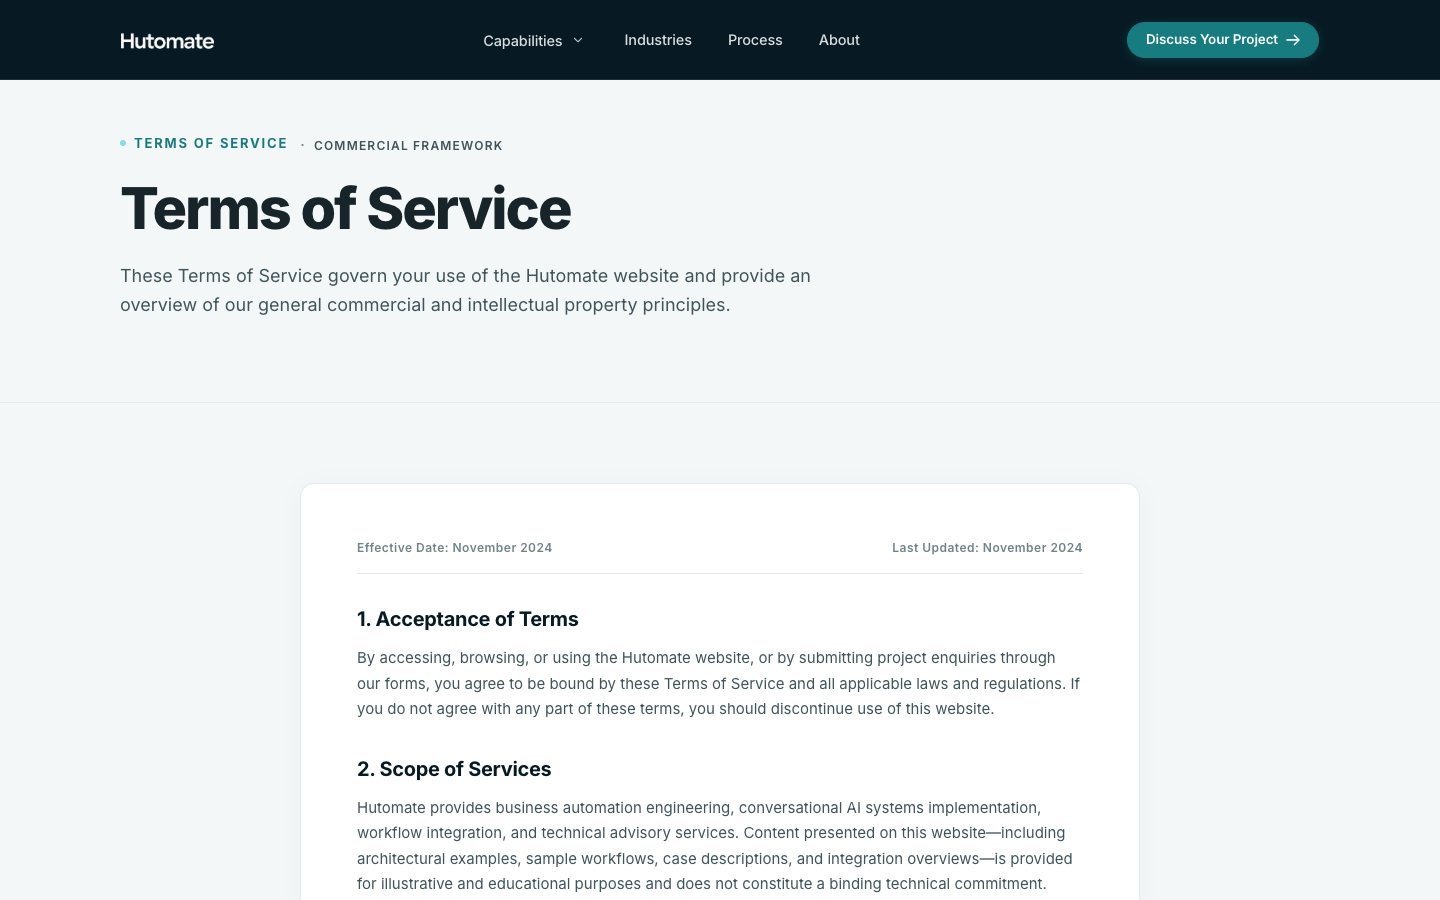 Hutomate
Capabilities
Industries
Process
About
Discuss Your Project
TERMS OF SERVICE · COMMERCIAL FRAMEWORK
Terms of Service
These Terms of Service govern your use of the Hutomate website and provide an
overview of our general commercial and intellectual property principles.
Effective Date: November 2024
Last Updated: November 2024
1. Acceptance of Terms
By accessing, browsing, or using the Hutomate website, or by submitting project enquiries through
our forms, you agree to be bound by these Terms of Service and all applicable laws and regulations. If
you do not agree with any part of these terms, you should discontinue use of this website.
2. Scope of Services
Hutomate provides business automation engineering, conversational AI systems implementation,
workflow integration, and technical advisory services. Content presented on this website—including
architectural examples, sample workflows, case descriptions, and integration overviews—is provided
for illustrative and educational purposes and does not constitute a binding technical commitment.